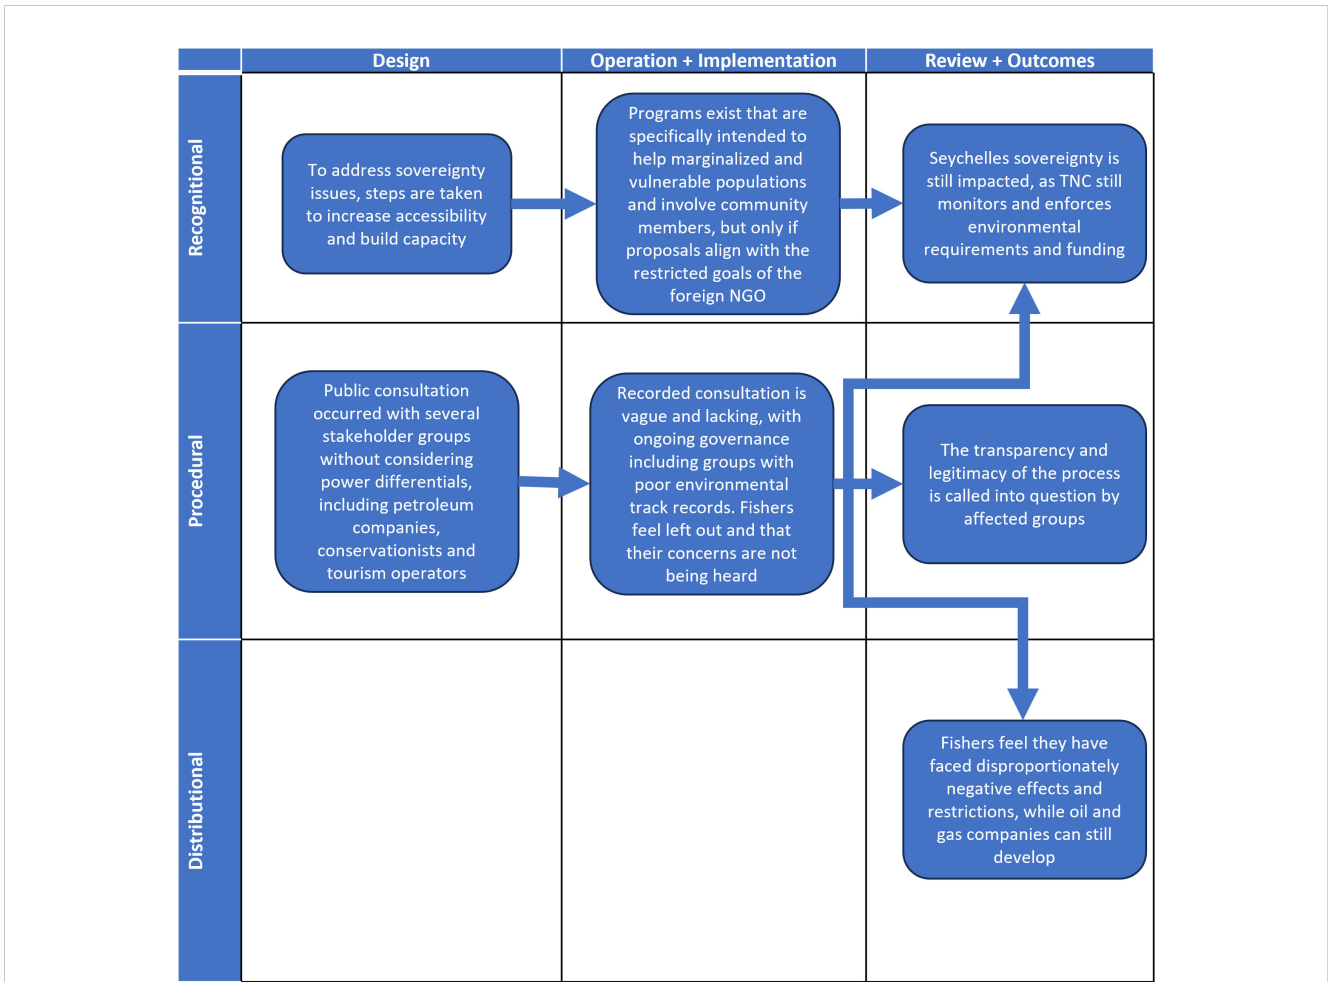 Design
Operation + Implementation
Review + Outcomes
Recognitional
To address sovereignty
issues, steps are taken
to increase accessibility
and build capacity
Programs exist that are
specifically intended to
help marginalized and
vulnerable populations
and involve community
members, but only if
proposals align with the
restricted goals of the
foreign NGO
Seychelles sovereignty is
still impacted, as TNC still
monitors and enforces
environmental
requirements and funding
Procedural
Public consultation
occurred with several
stakeholder groups
without considering
power differentials,
including petroleum
companies,
conservationists and
tourism operators
Recorded consultation is
vague and lacking, with
ongoing governance
including groups with
poor environmental
track records. Fishers
feel left out and that
their concerns are not
being heard
The transparency and
legitimacy of the process
is called into question by
affected groups
Distributional
Fishers feel they have
faced disproportionately
negative effects and
restrictions, while oil and
gas companies can still
develop